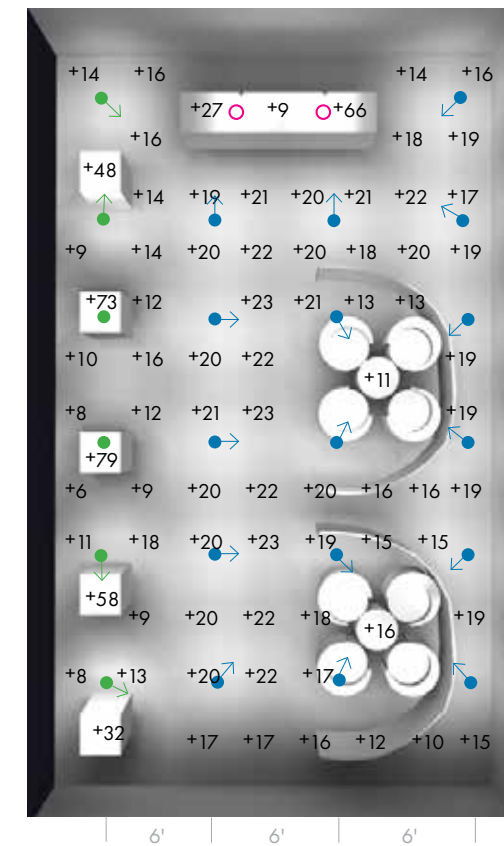 +14 +16 +14 +16
+27 +9 +66
+16 +18 +19
+48
+14 +19 +21 +20 +21 +22 +17
+9 +14 +20 +22 +20 +18 +20 +19
+73 +12 +23 +21 +13 +13
+10 +16 +20 +22 +19
+11
+8 +12 +21 +23 +19
+79
+6 +9 +20 +22 +20 +16 +16 +19
+11 +18 +20 +23 +19 +15 +15
+58
+9 +20 +22 +18 +19
+16
+8 +13 +20 +22 +17
+32
+17 +17 +16 +12 +10 +15
6' 6' 6'